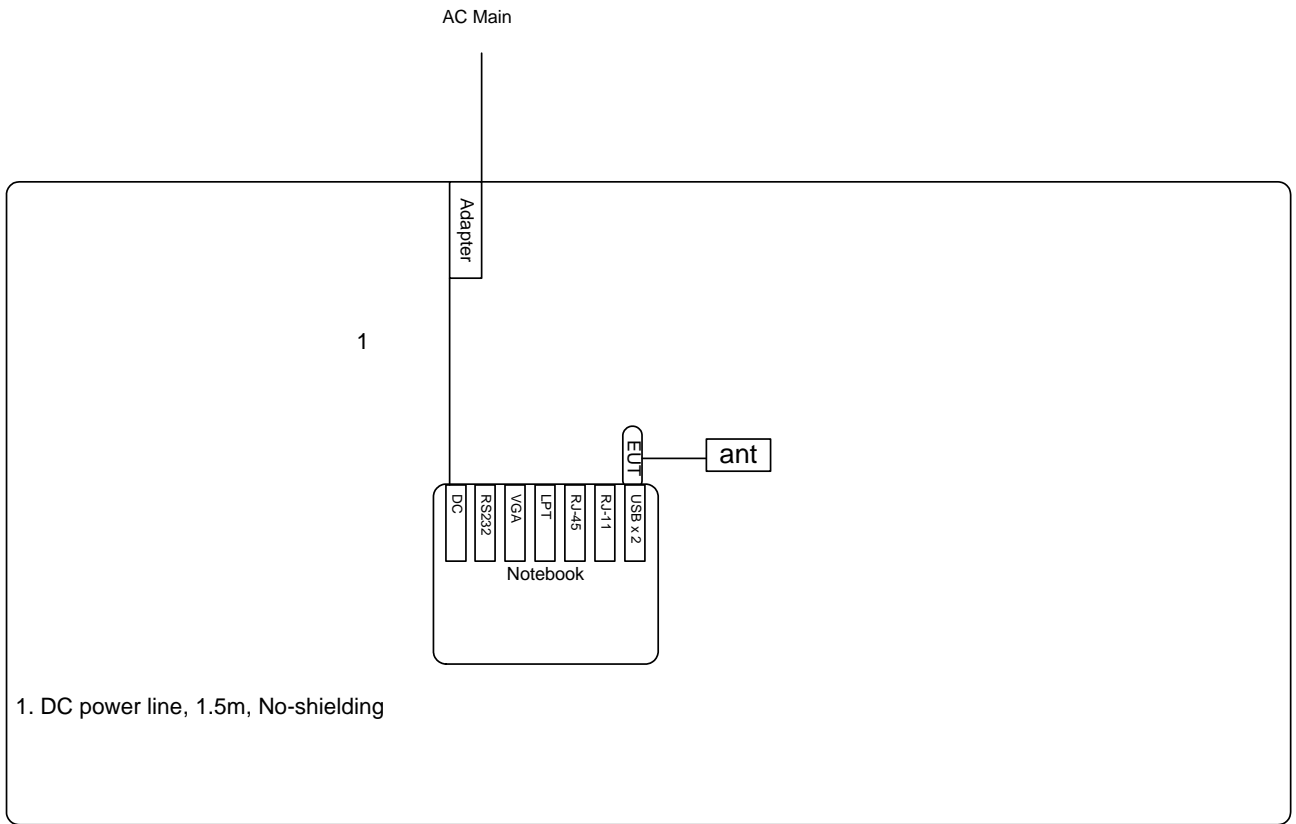 AC Main
Adapter
1
EUT
ant
DC
RS232
VGA
LPT
RJ-45
RJ-11
USB x 2
Notebook
1. DC power line, 1.5m, No-shielding